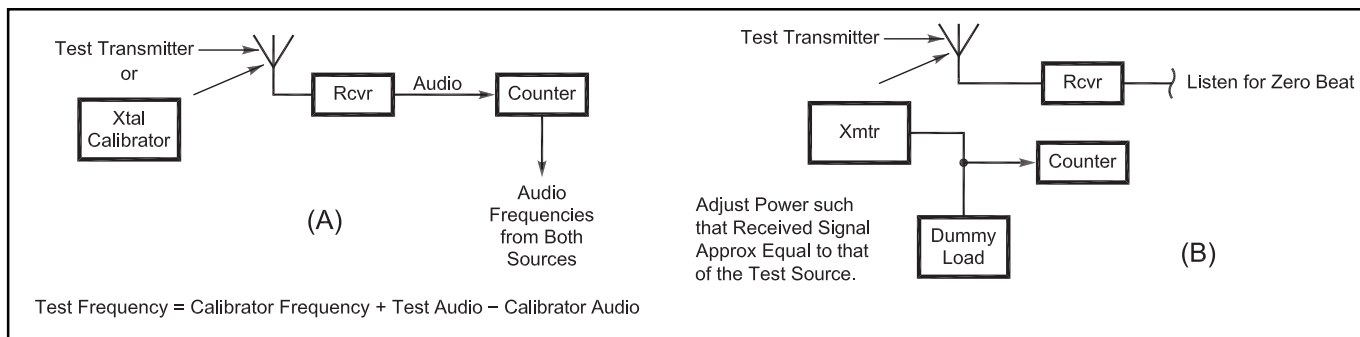 Test Transmitter
or
Xtal
Calibrator
Rcvr
Audio
Counter
Audio
Frequencies
from Both
Sources
(A)
Test Frequency = Calibrator Frequency + Test Audio − Calibrator Audio
Test Transmitter
Rcvr
Listen for Zero Beat
Xmtr
Counter
Adjust Power such
that Received Signal
Approx Equal to that
of the Test Source.
Dummy
Load
(B)